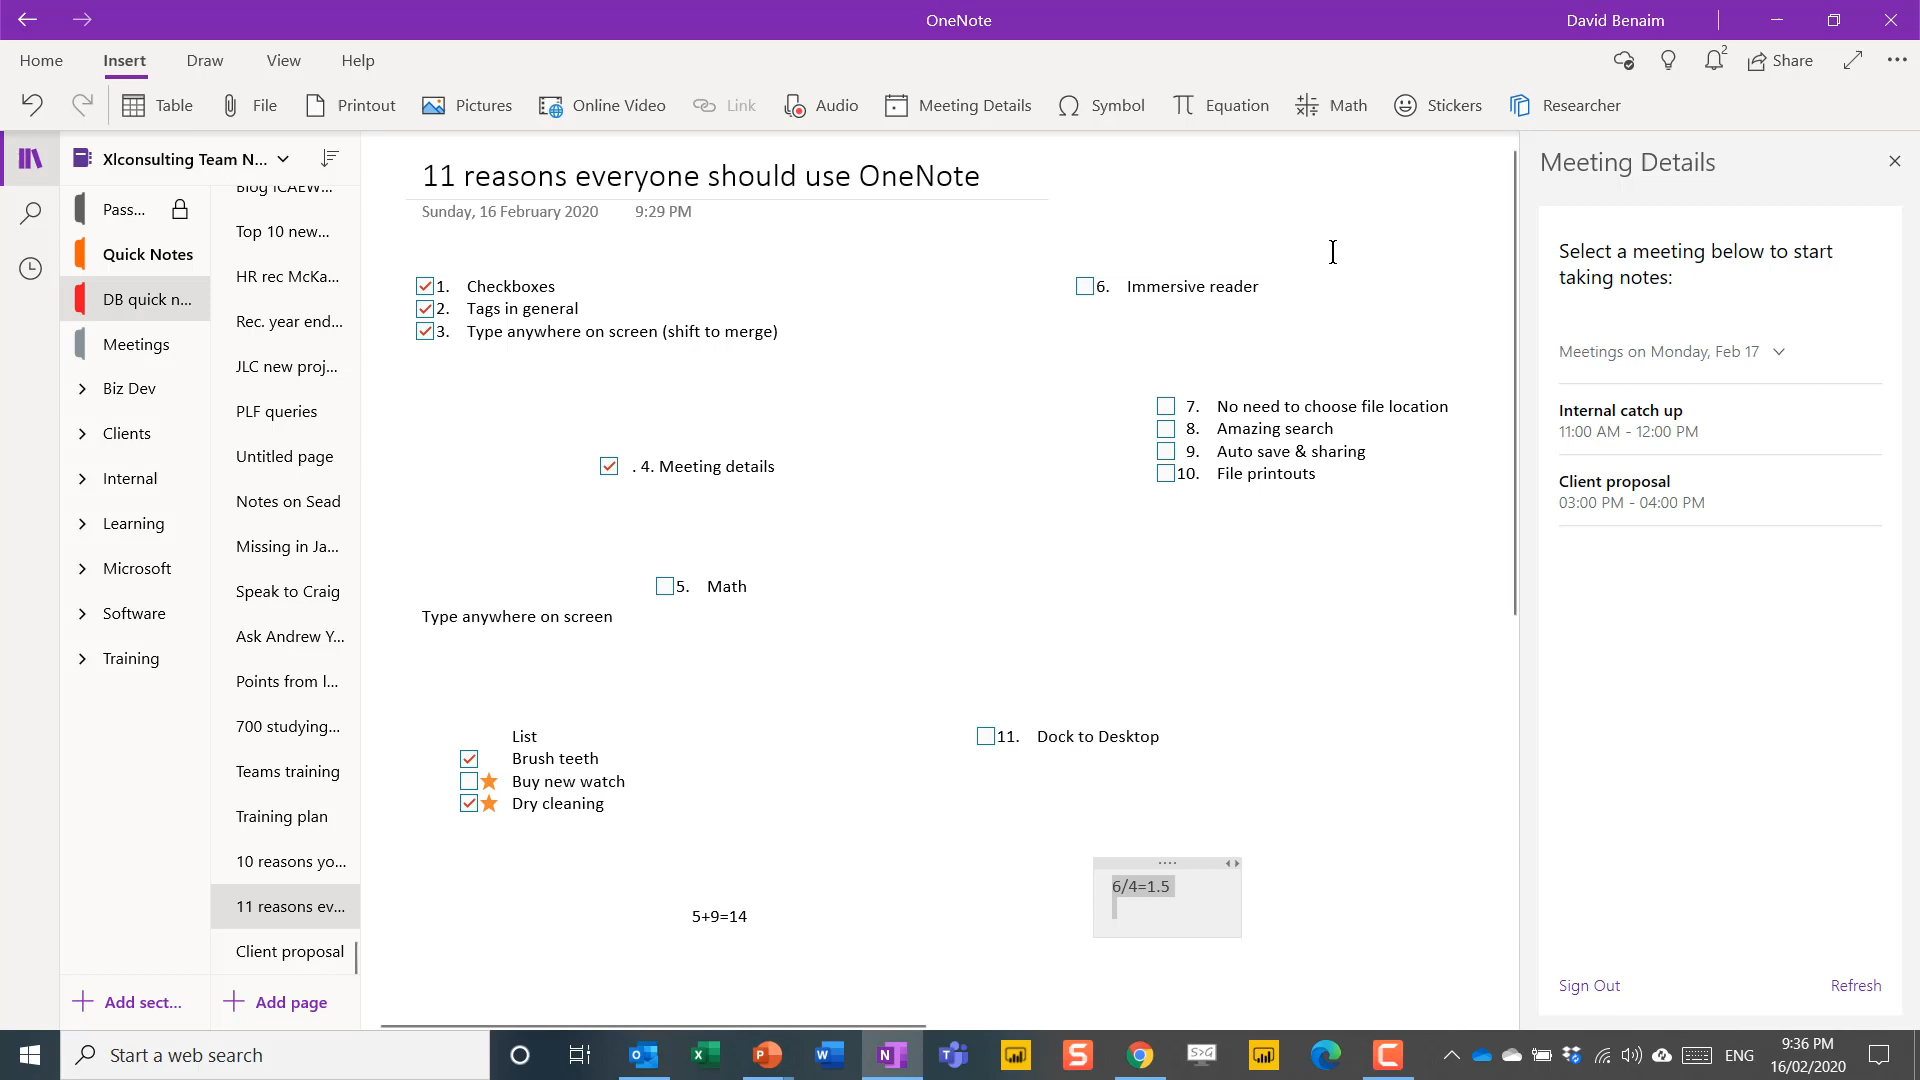 OneNote
David Benaim
Home
Insert
Draw
View
Help
2
Share
Table
File
Printout
Pictures
Online Video
Link
Audio
Meeting Details
Symbol
Equation
Math
Stickers
Researcher
Xlconsulting Team N...
Pass...
Quick Notes
DB quick n...
Meetings
Biz Dev
Clients
Internal
Learning
Microsoft
Software
Training
Add sect...
Blog ICAEW...
Top 10 new...
HR rec McKa...
Rec. year end...
JLC new proj...
PLF queries
Untitled page
Notes on Sead
Missing in Ja...
Speak to Craig
Ask Andrew Y...
Points from l...
700 studying...
Teams training
Training plan
10 reasons yo...
11 reasons ev...
Client proposal
Add page
11 reasons everyone should use OneNote
Sunday, 16 February 2020 9:29 PM
1. Checkboxes
2. Tags in general
3. Type anywhere on screen (shift to merge)
6. Immersive reader
7. No need to choose file location
8. Amazing search
9. Auto save & sharing
10. File printouts
. 4. Meeting details
5. Math
Type anywhere on screen
List
Brush teeth
Buy new watch
Dry cleaning
11. Dock to Desktop
6/4=1.5
5+9=14
Meeting Details
Select a meeting below to start
taking notes:
Meetings on Monday, Feb 17
Internal catch up
11:00 AM - 12:00 PM
Client proposal
03:00 PM - 04:00 PM
Sign Out
Refresh
Start a web search
S>G
ENG
9:36 PM
16/02/2020